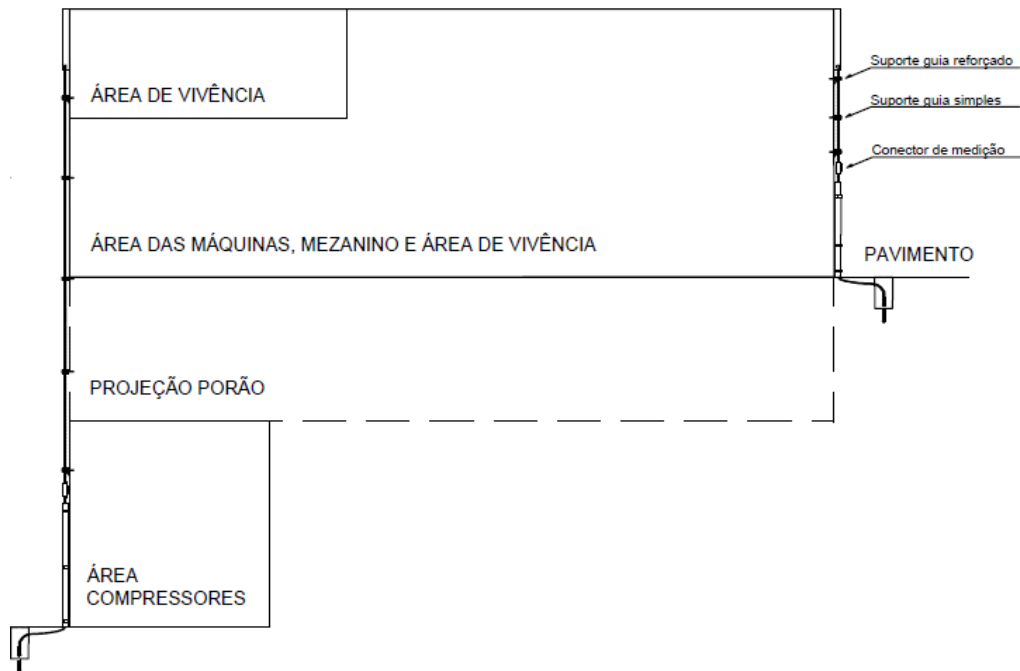 Suporte guia reforçado
ÁREA DE VIVÊNCIA
Suporte guia simples
Conector de medição
ÁREA DAS MÁQUINAS, MEZANINO E ÁREA DE VIVÊNCIA
PAVIMENTO
PROJEÇÃO PORÃO
ÁREA
COMPRESSORES